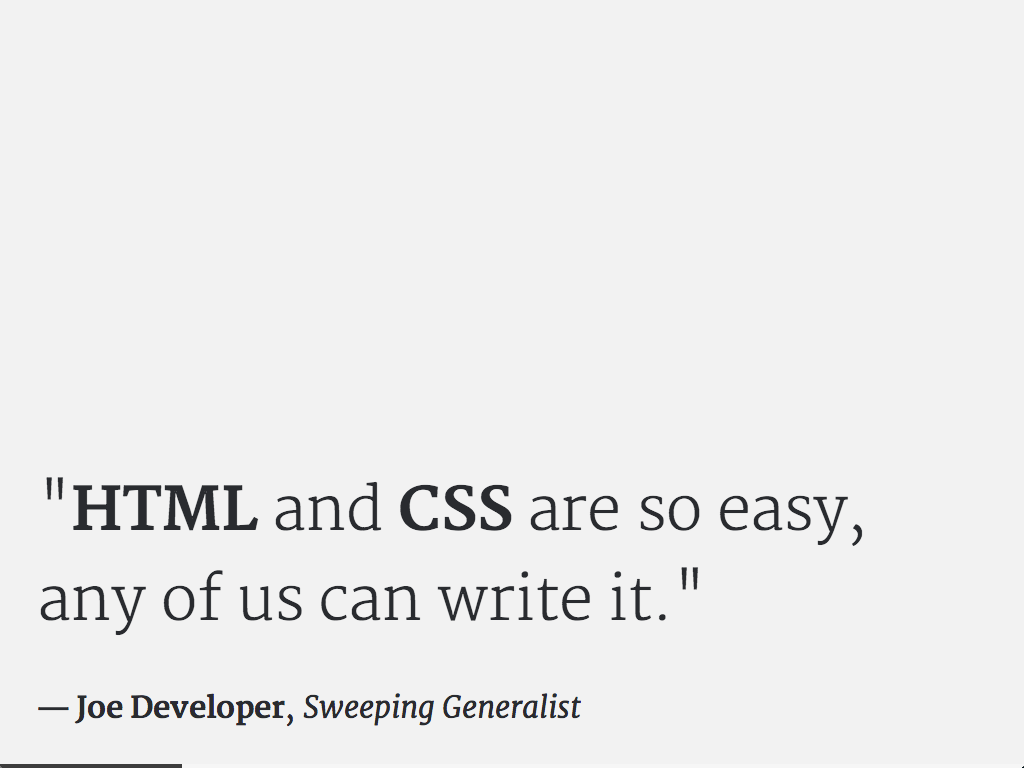 "HTML and CSS are so easy,
any of us can write it."
— Joe Developer, Sweeping Generalist